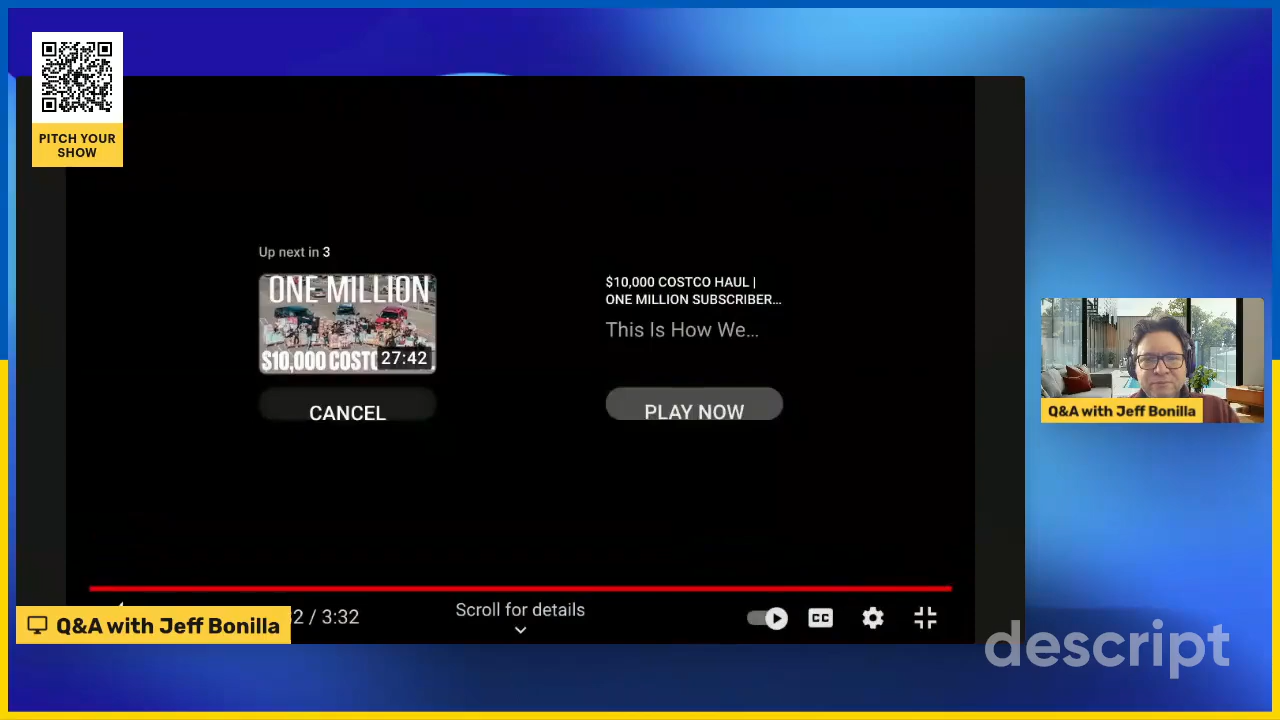 PITCH YOUR
SHOW
Up next in 3
ONE MILLION
$10,000 COSTC
27:42
CANCEL
$10,000 COSTCO HAUL |
ONE MILLION SUBSCRIBER...
This Is How We...
PLAY NOW
Q&A with Jeff Bonilla
2 / 3:32
Scroll for details
CC
Q&A with Jeff Bonilla
descript